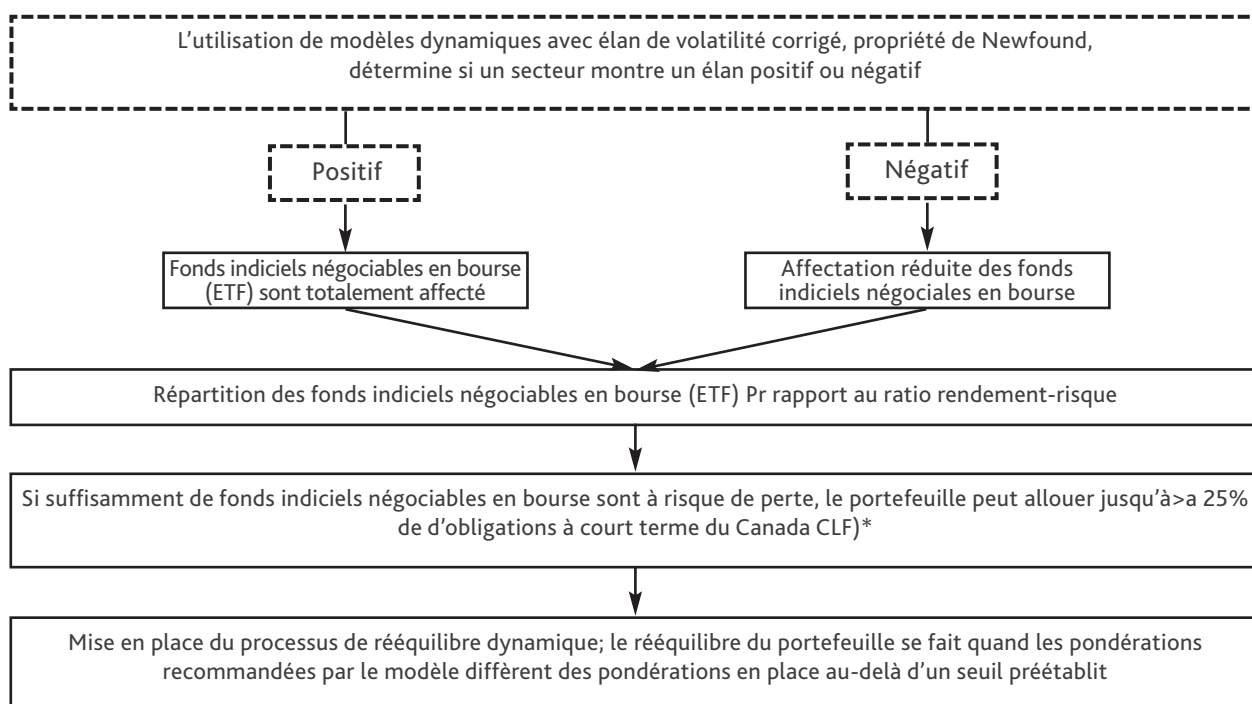 L'utilisation de modèles dynamiques avec élan de volatilité corrigé, propriété de Newfound,
détermine si un secteur montre un élan positif ou négatif
Positif
Négatif
Fonds indiciels négociables en bourse
(ETF) sont totalement affecté
Affectation réduite des fonds
indiciels négociales en bourse
Répartition des fonds indiciels négociables en bourse (ETF) Pr rapport au ratio rendement-risque
Si suffisamment de fonds indiciels négociables en bourse sont à risque de perte, le portefeuille peut allouer jusqu'à>a 25%
de d'obligations à court terme du Canada CLF)*
Mise en place du processus de rééquilibre dynamique; le rééquilibre du portefeuille se fait quand les pondérations
recommandées par le modèle diffèrent des pondérations en place au-delà d'un seuil préétablit